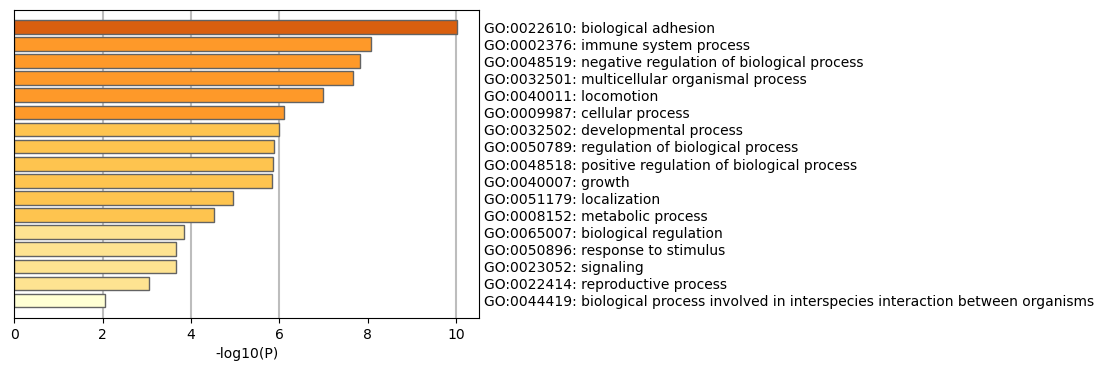 GO:0022610: biological adhesion
GO:0002376: immune system process
GO:0048519: negative regulation of biological process
GO:0032501: multicellular organismal process
GO:0040011: locomotion
GO:0009987: cellular process
GO:0032502: developmental process
GO:0050789: regulation of biological process
GO:0048518: positive regulation of biological process
GO:0040007: growth
GO:0051179: localization
GO:0008152: metabolic process
GO:0065007: biological regulation
GO:0050896: response to stimulus
GO:0023052: signaling
GO:0022414: reproductive process
GO:0044419: biological process involved in interspecies interaction between organisms
0 2 4 6 8 10
-log10(P)